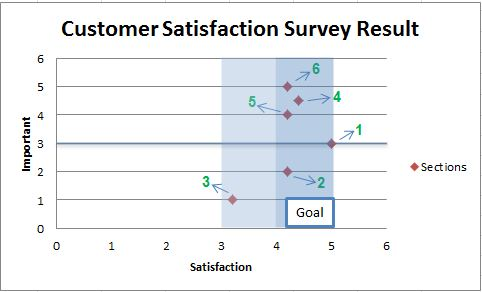 Customer Satisfaction Survey Result
6
5
4
3
2
1
0
Important
6
5
4
1
3
2
Goal
Sections
0 1 2 3 4 5 6
Satisfaction